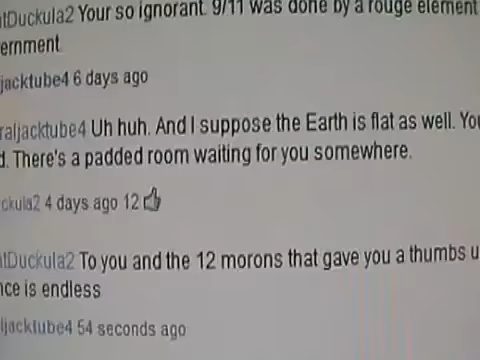 tDuckula2 Your so ignorant. 9/11 was done by a rouge element
ernment.
jacktube4 6 days ago
raljacktube4 Uh huh. And I suppose the Earth is flat as well. You
d. There's a padded room waiting for you somewhere.
ckula2 4 days ago 12
tDuckula2 To you and the 12 morons that gave you a thumbs u
nce is endless
ljacktube4 54 seconds ago